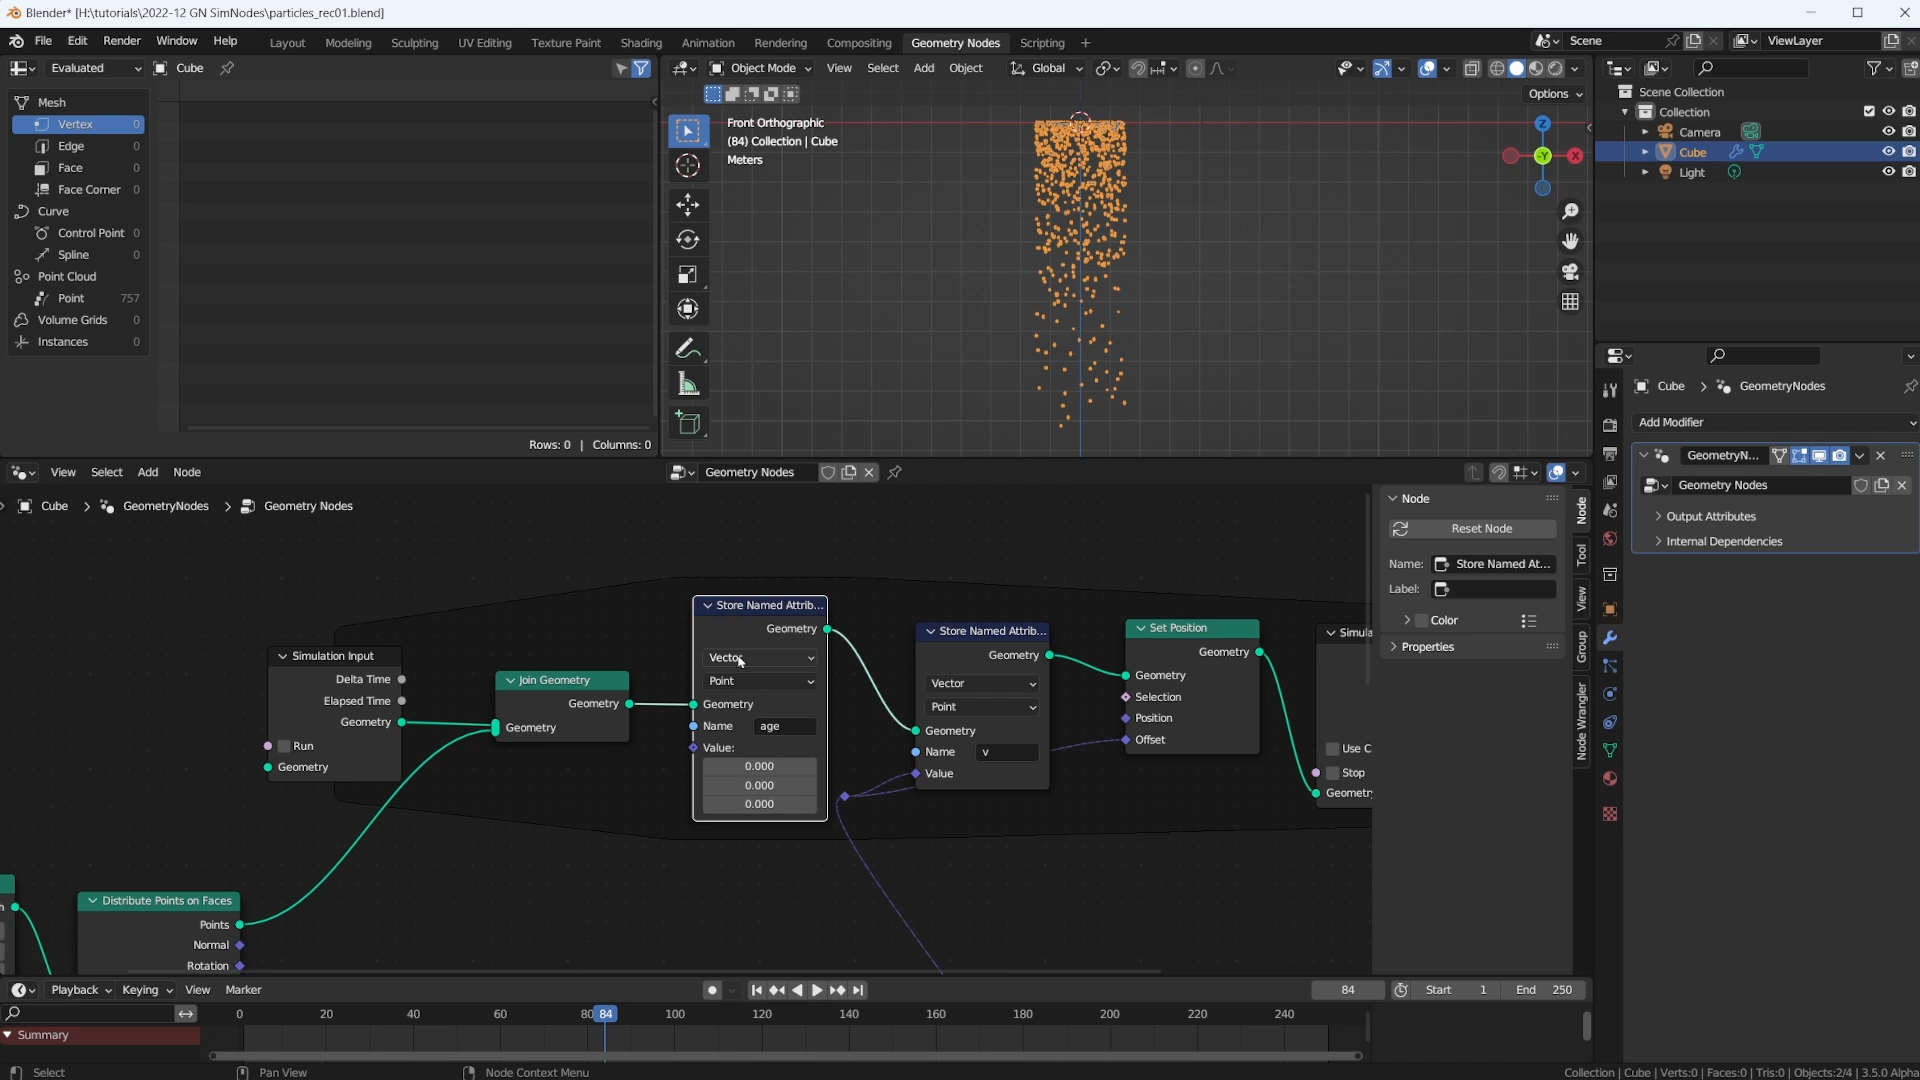 Blender* [H:\tutorials\2022-12 GN SimNodes\particles_rec01.blend]
File Edit Render Window Help Layout Modeling Sculpting UV Editing Texture Paint Shading Animation Rendering Compositing Geometry Nodes Scripting + Scene ViewLayer
Evaluated Cube
Object Mode View Select Add Object Global
Options
Mesh
Vertex 0
Edge 0
Face 0
Face Corner 0
Curve
Control Point 0
Spline 0
Point Cloud
Point 757
Volume Grids 0
Instances 0
Rows: 0 | Columns: 0
Front Orthographic
(84) Collection | Cube
Meters
Z
-Y
X
Scene Collection
Collection
Camera
Cube
Light
Cube > GeometryNodes
Add Modifier
GeometryN...
Geometry Nodes
Output Attributes
Internal Dependencies
View Select Add Node Geometry Nodes
Cube > GeometryNodes > Geometry Nodes
Simulation Input
Delta Time
Elapsed Time
Geometry
Run
Geometry
Join Geometry
Geometry
Geometry
Store Named Attrib...
Geometry
Vector
Point
Geometry
Name age
Value:
0.000
0.000
0.000
Store Named Attrib...
Geometry
Vector
Point
Geometry
Name v
Value
Set Position
Geometry
Geometry
Selection
Position
Offset
Simula
Use C
Stop
Geometry
Distribute Points on Faces
Points
Normal
Rotation
Node
Reset Node
Name: Store Named At...
Label:
Color
Properties
Node
Tool
View
Group
Node Wrangler
Playback Keying View Marker 84 Start 1 End 250
0 20 40 60 80 84 100 120 140 160 180 200 220 240
Summary
Select Pan View Node Context Menu Collection | Cube | Verts:0 | Faces:0 | Tris:0 | Objects:2/4 | 3.5.0 Alpha